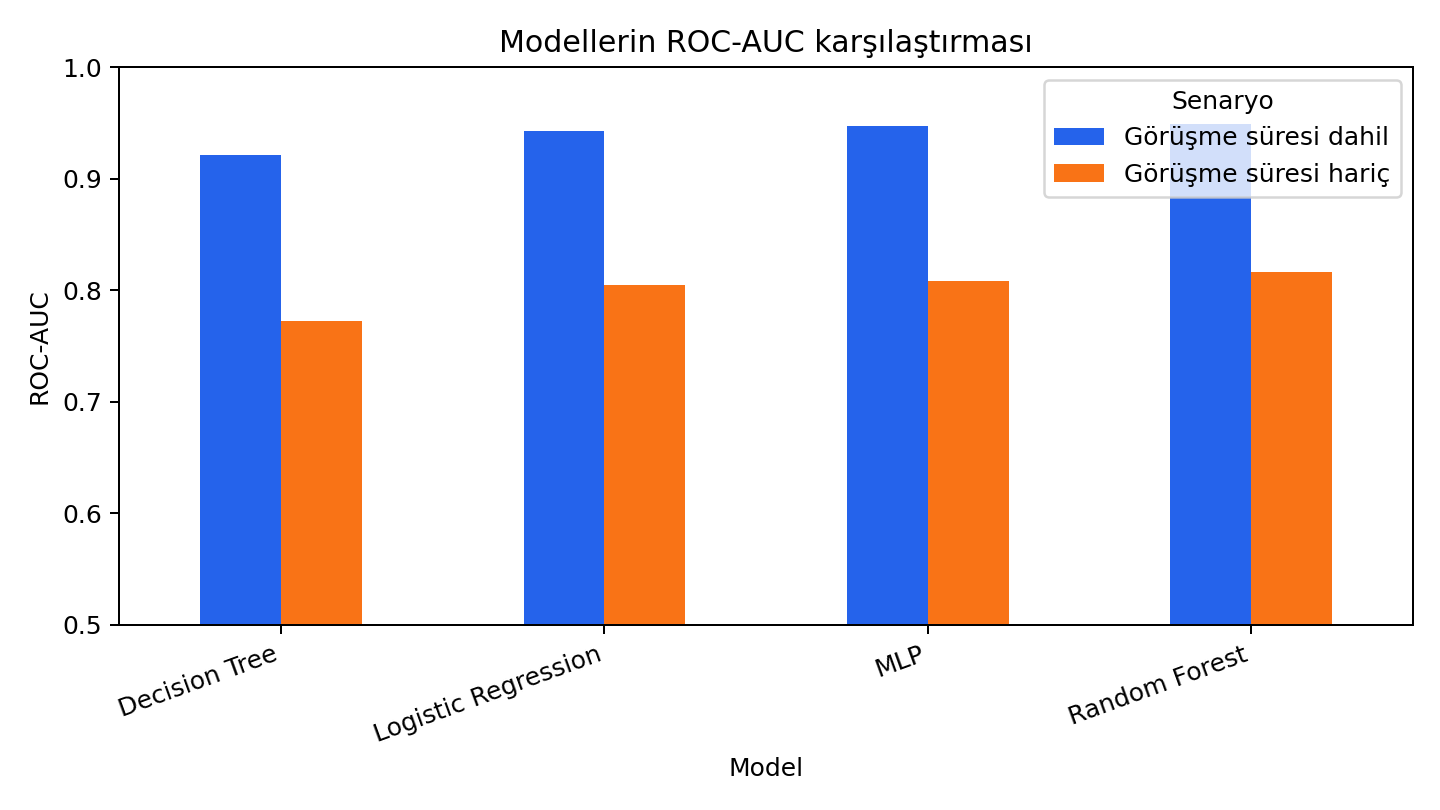 Modellerin ROC-AUC karşılaştırması
Senaryo
Görüşme süresi dahil
Görüşme süresi hariç
ROC-AUC
1.0
0.9
0.8
0.7
0.6
0.5
Decision Tree
Logistic Regression
MLP
Random Forest
Model